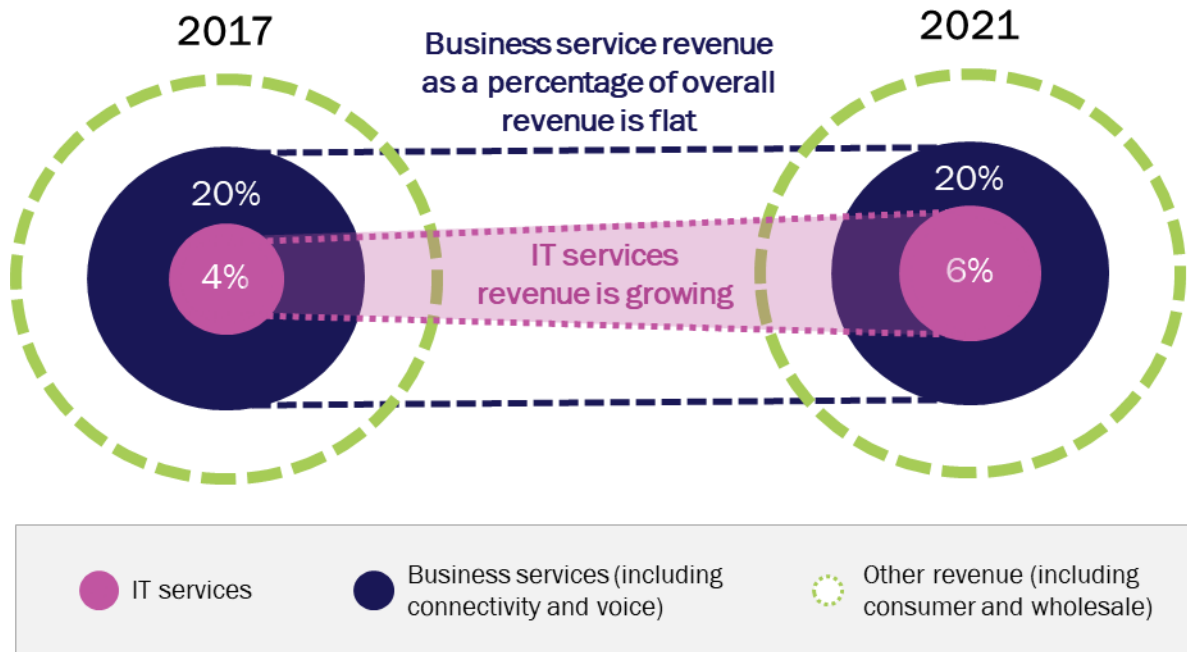 2017
Business service revenue
as a percentage of overall
revenue is flat
2021
20%
20%
4%
IT services
revenue is growing
6%
IT services
Business services (including
connectivity and voice)
Other revenue (including
consumer and wholesale)